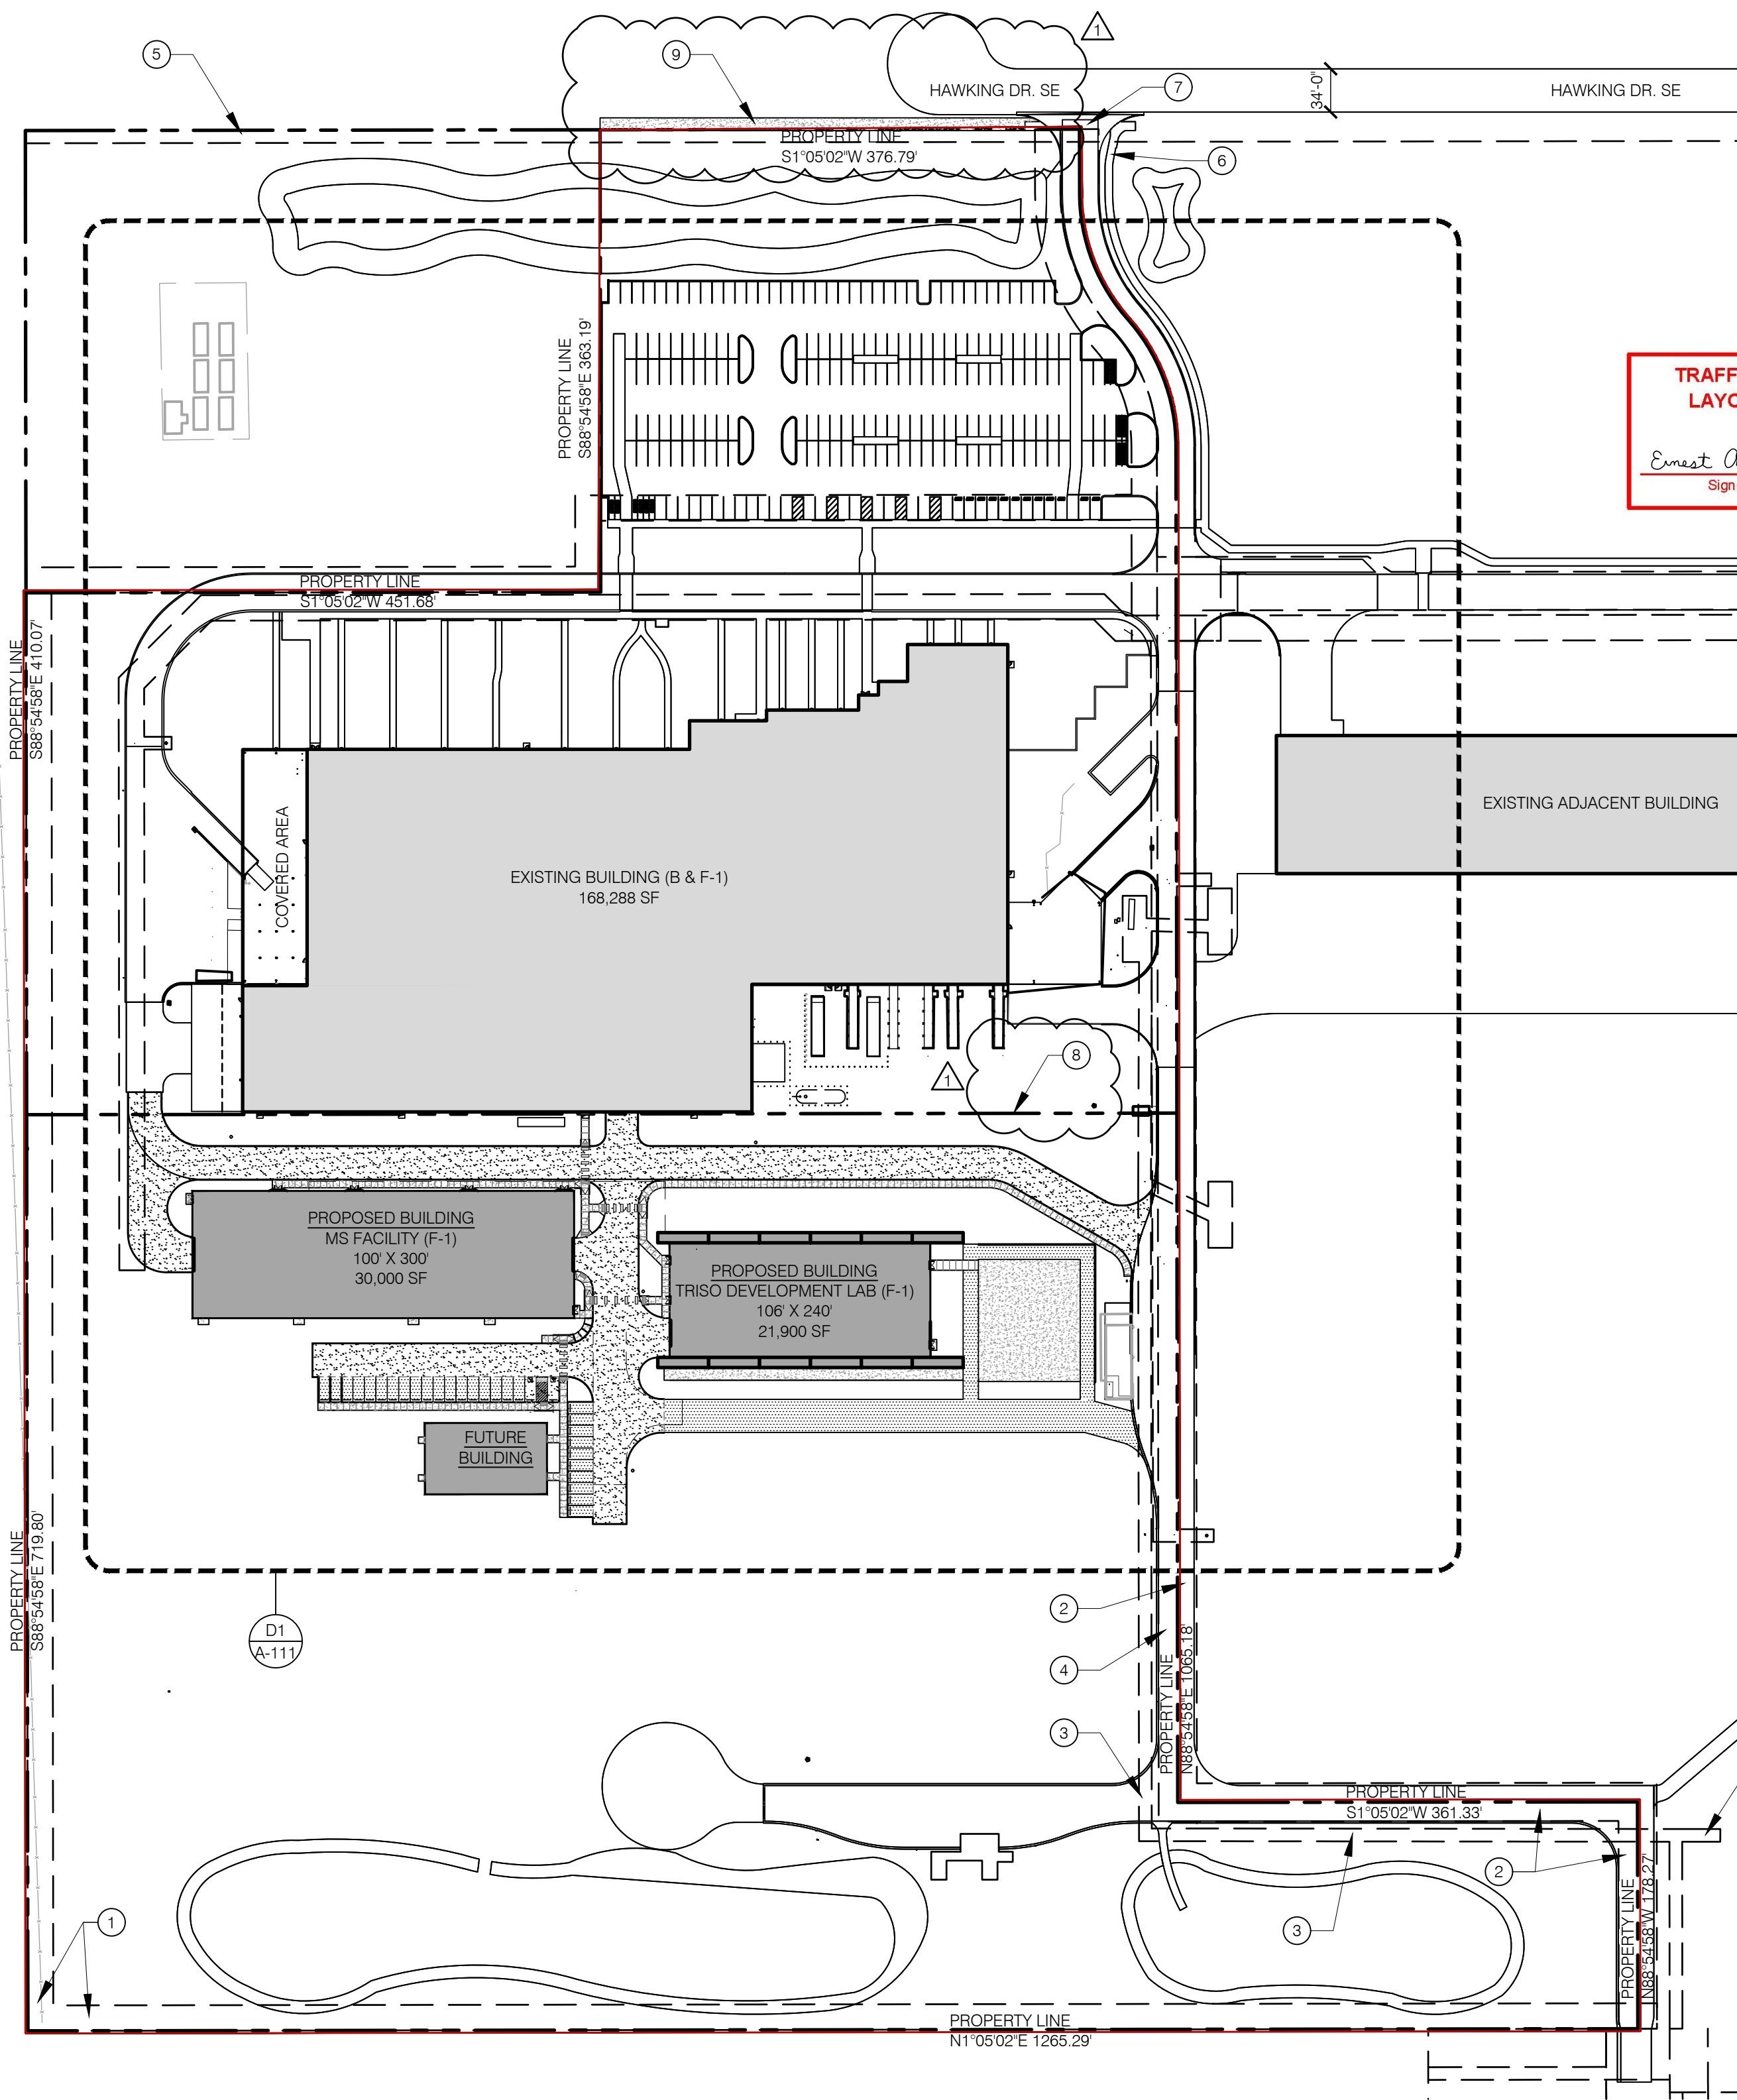 1
5
9
7
6
HAWKING DR. SE
34'-0"
HAWKING DR. SE
PROPERTY LINE
S1°05'02"W 376.79'
PROPERTY LINE
S88°54'58"E 363.19'
TRAFF
LAYO
Ernest
Sign
PROPERTY LINE
S1°05'02"W 451.68'
PROPERTY LINE
S88°54'58"E 410.07'
EXISTING ADJACENT BUILDING
COVERED AREA
EXISTING BUILDING (B & F-1)
168,288 SF
8
1
PROPOSED BUILDING
MS FACILITY (F-1)
100' X 300'
30,000 SF
PROPOSED BUILDING
TRISO DEVELOPMENT LAB (F-1)
106' X 240'
21,900 SF
FUTURE
BUILDING
PROPERTY LINE
S88°54'58"E 719.80'
D1
A-111
2
4
3
PROPERTY LINE
N88°54'58"E 1065.18'
PROPERTY LINE
S1°05'02"W 361.33'
2
3
1
PROPERTY LINE
N88°54'58"W 178.27'
PROPERTY LINE
N1°05'02"E 1265.29'